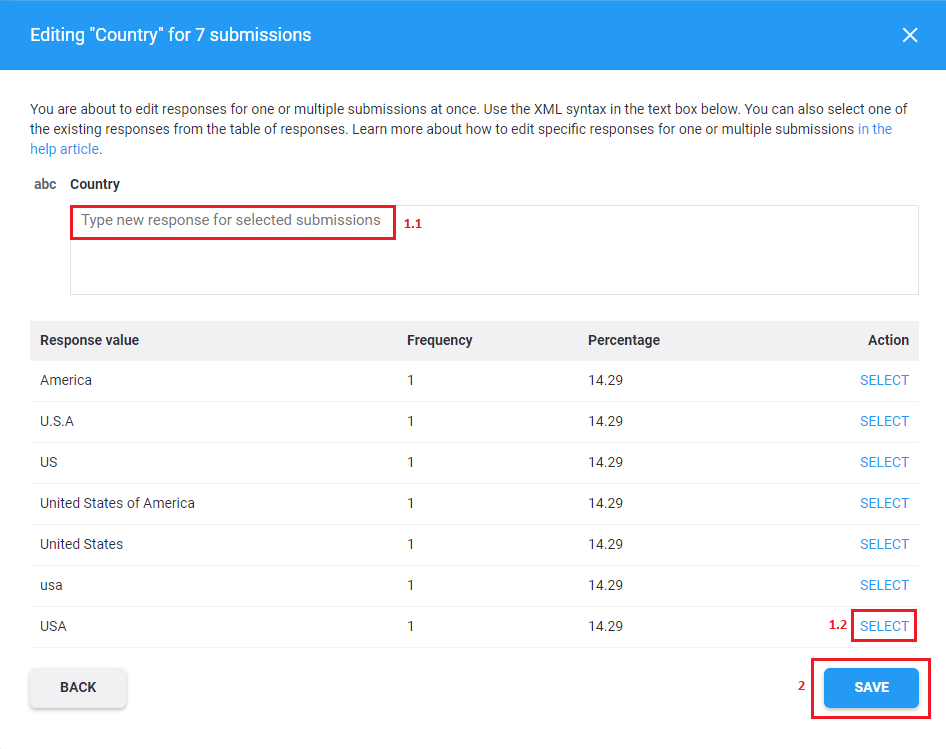 Editing "Country" for 7 submissions
You are about to edit responses for one or multiple submissions at once. Use the XML syntax in the text box below. You can also select one of
the existing responses from the table of responses. Learn more about how to edit specific responses for one or multiple submissions in the
help article.
abc Country
Type new response for selected submissions 1.1
Response value Frequency Percentage Action
America 1 14.29 SELECT
U.S.A 1 14.29 SELECT
US 1 14.29 SELECT
United States of America 1 14.29 SELECT
United States 1 14.29 SELECT
usa 1 14.29 SELECT
USA 1 14.29 1.2 SELECT
BACK 2 SAVE